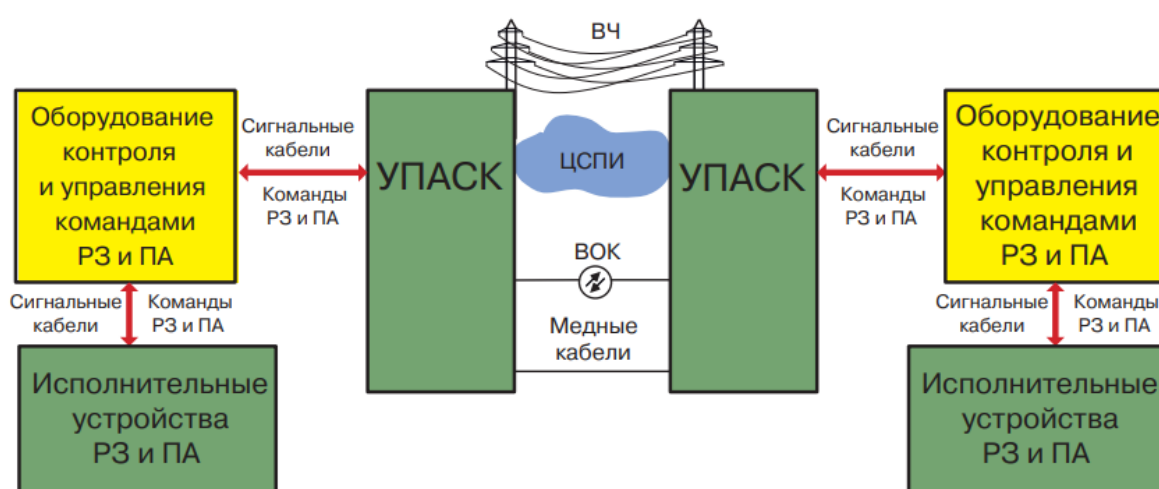 ВЧ
Оборудование
контроля
и управления
командами
РЗ и ПА
Сигнальные
кабели
Команды
РЗ и ПА
УПАСК
ЦСПИ
УПАСК
Сигнальные
кабели
Команды
РЗ и ПА
Оборудование
контроля и
управления
командами
РЗ и ПА
ВОК
Медные
кабели
Сигнальные
кабели
Команды
РЗ и ПА
Сигнальные
кабели
Команды
РЗ и ПА
Исполнительные
устройства
РЗ и ПА
Исполнительные
устройства
РЗ и ПА